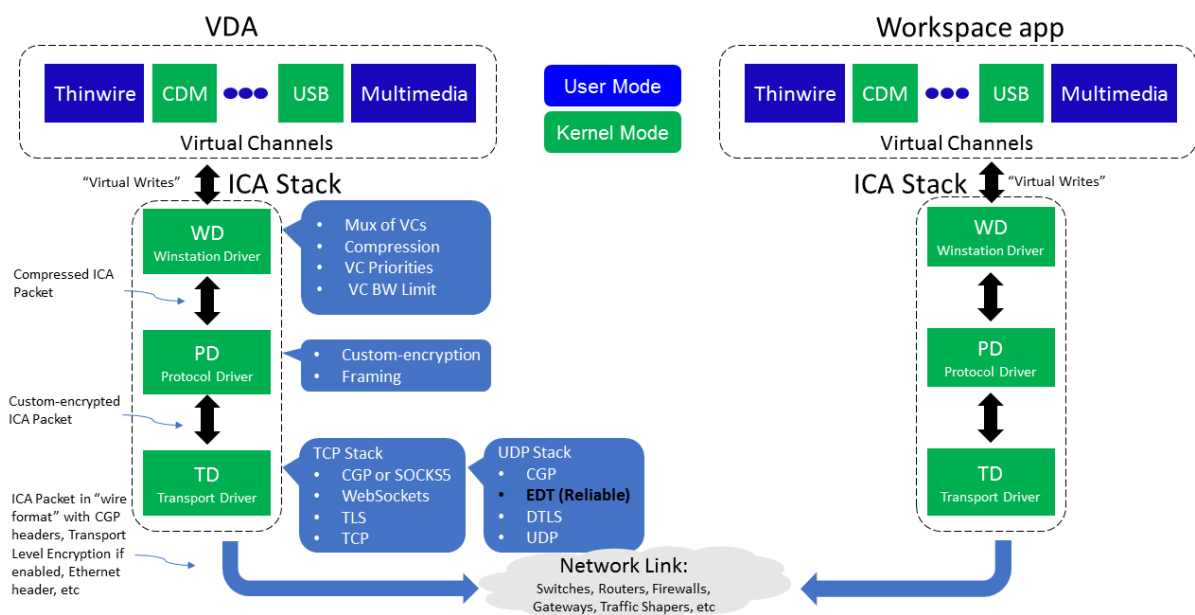 VDA
Thinwire
CDM
USB
Multimedia
Virtual Channels
User Mode
Kernel Mode
Workspace app
Thinwire
CDM
USB
Multimedia
Virtual Channels
"Virtual Writes"
ICA Stack
WD
Winstation Driver
• Mux of VCs
• Compression
• VC Priorities
• VC BW Limit
Compressed ICA
Packet
PD
Protocol Driver
• Custom-encryption
• Framing
Custom-encrypted
ICA Packet
TD
Transport Driver
TCP Stack
• CGP or SOCKS5
• WebSockets
• TLS
• TCP
UDP Stack
• CGP
• EDT (Reliable)
• DTLS
• UDP
ICA Packet in "wire
format" with CGP
headers, Transport
Level Encryption if
enabled, Ethernet
header, etc
Network Link:
Switches, Routers, Firewalls,
Gateways, Traffic Shapers, etc
ICA Stack
"Virtual Writes"
WD
Winstation Driver
PD
Protocol Driver
TD
Transport Driver